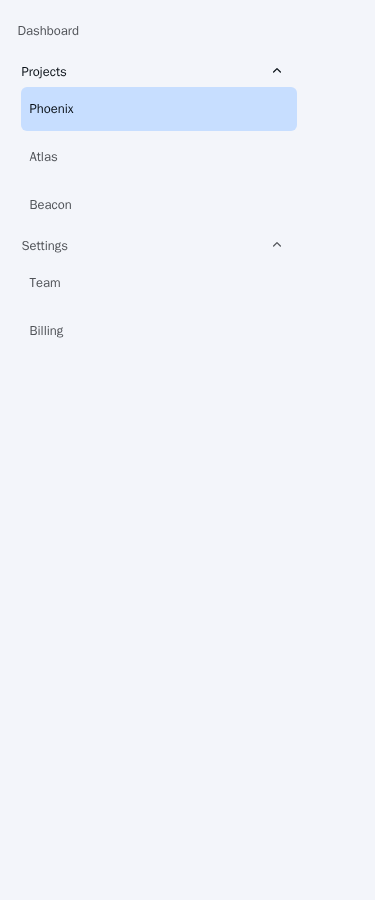 Dashboard
Projects
Phoenix
Atlas
Beacon
Settings
Team
Billing